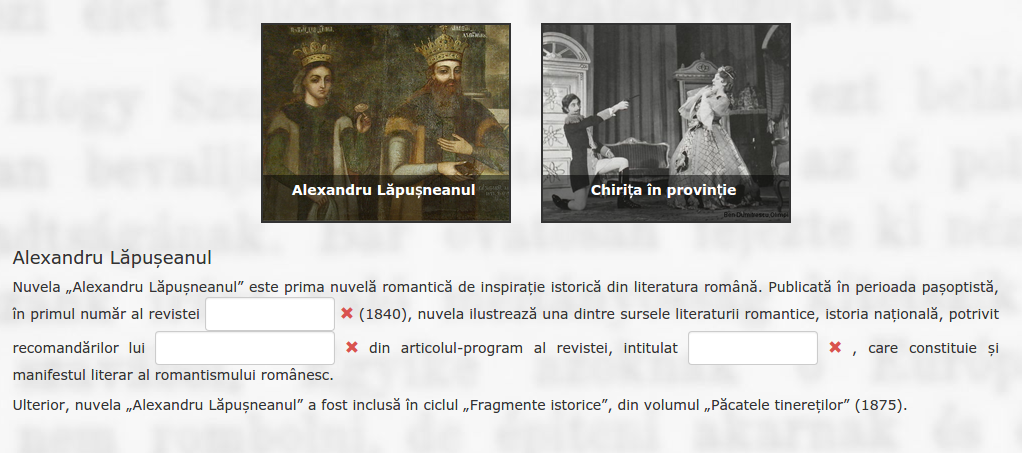 Alexandru Lăpușneanul
Chirița în provinție
Alexandru Lăpușeanul
Nuvela „Alexandru Lăpușneanul” este prima nuvelă romantică de inspirație istorică din literatura română. Publicată în perioada pașoptistă,
în primul număr al revistei (1840), nuvela ilustrează una dintre sursele literaturii romantice, istoria națională, potrivit
recomandărilor lui din articolul-program al revistei, intitulat , care constituie și
manifestul literar al romantismului românesc.
Ulterior, nuvela „Alexandru Lăpușneanul” a fost inclusă în ciclul „Fragmente istorice”, din volumul „Păcatele tinereților” (1875).